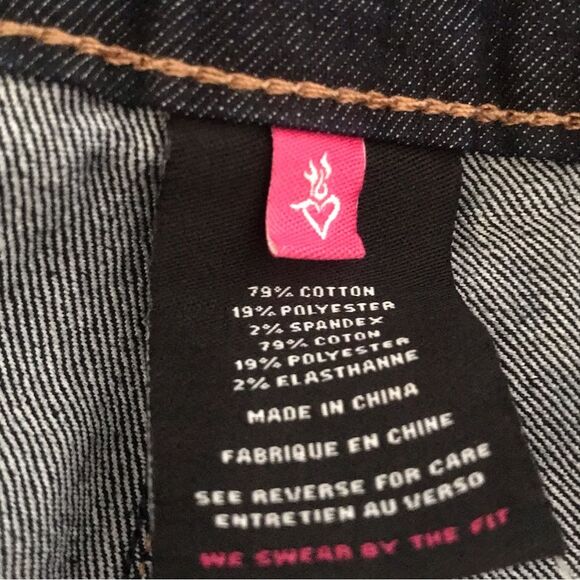 79% COTTON
19% POLYESTER
2% SPANDEX
79% COTON
19% POLYESTER
2% ELASTHANNE
MADE IN CHINA
FABRIQUE EN CHINE
SEE REVERSE FOR CARE
ENTRETIEN AU VERSO
WE SWEAR BY THE FIT